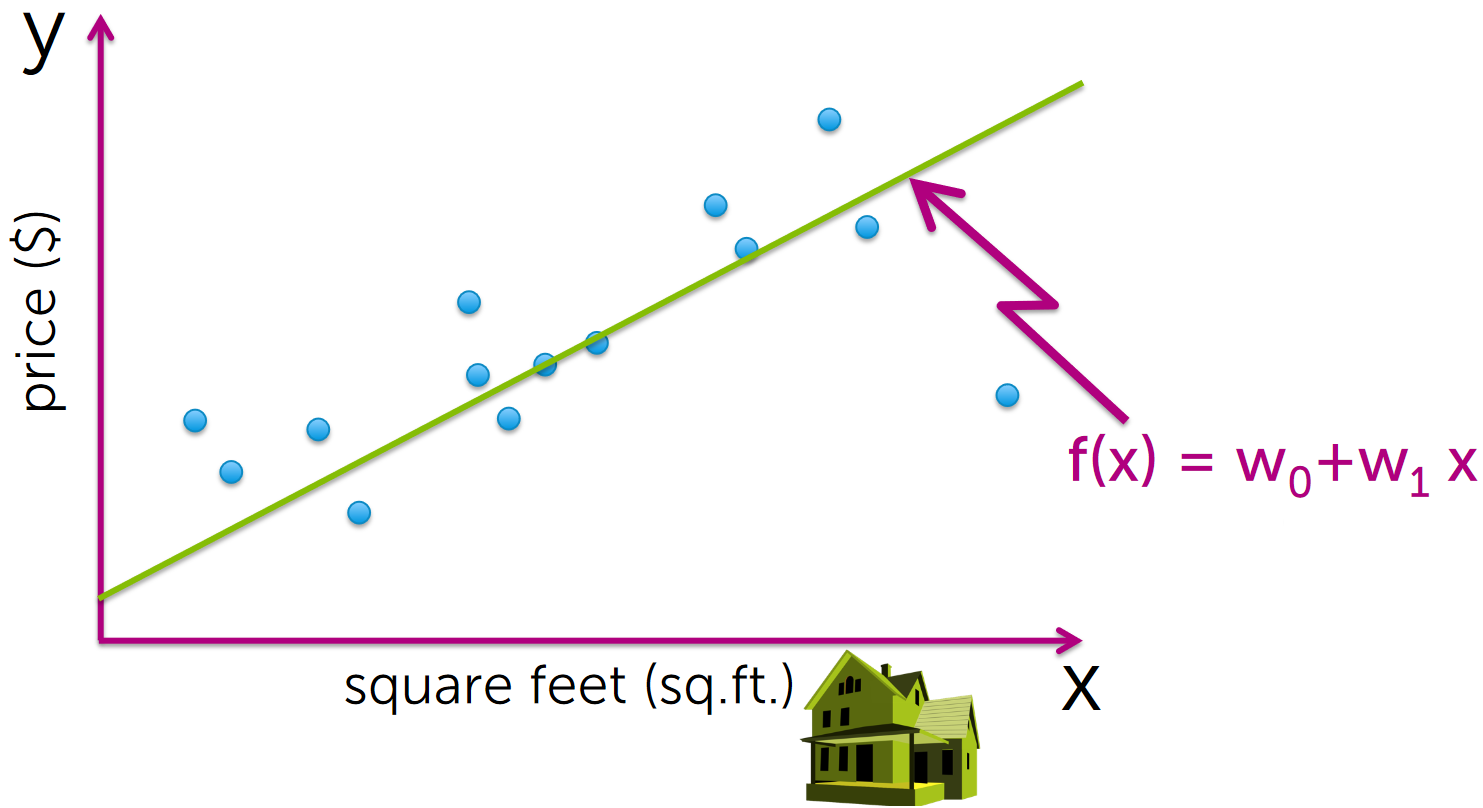 y
price ($)
f(x) = w₀+w₁ x
square feet (sq.ft.)
x